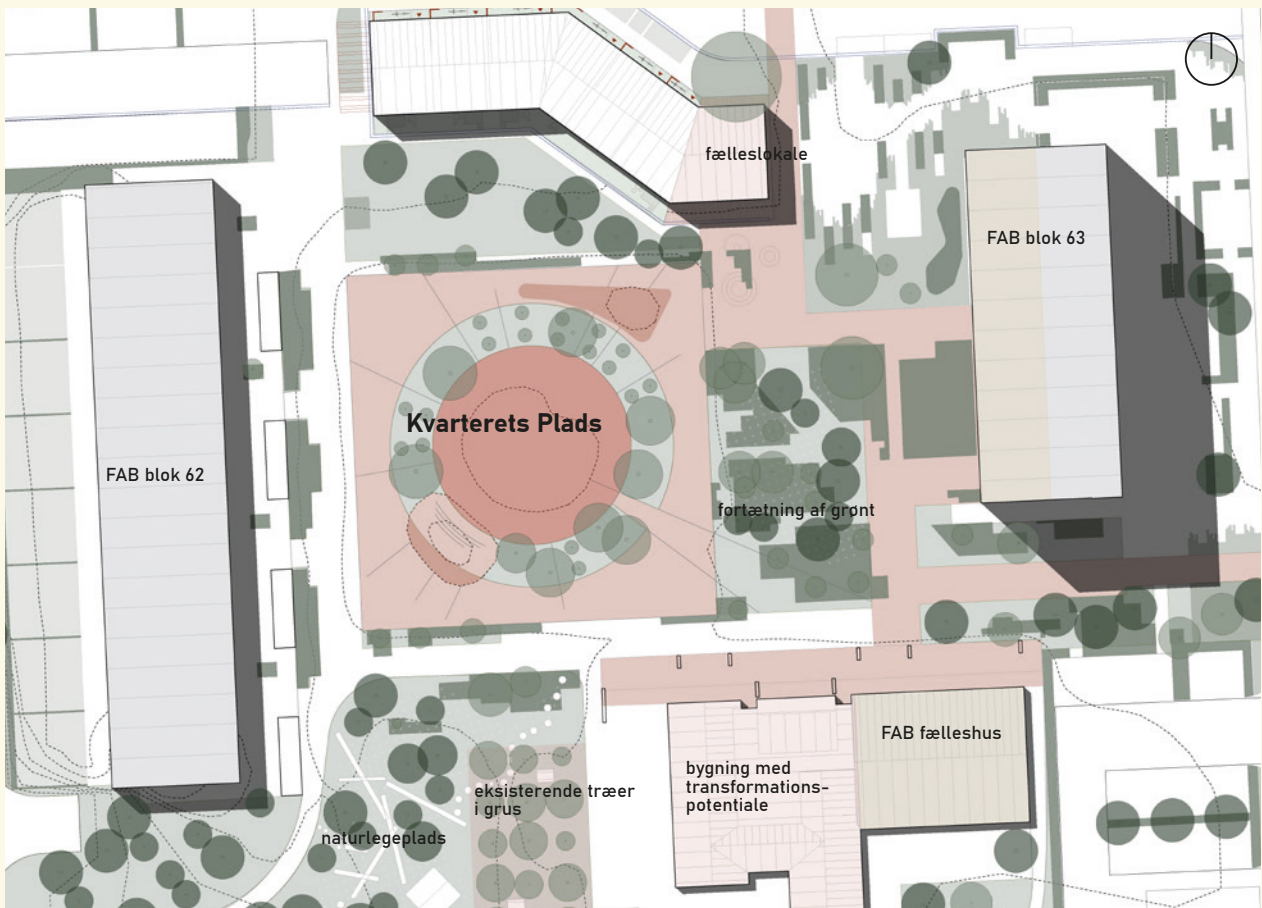 fælleslokale
FAB blok 63
Kvarterets Plads
FAB blok 62
fortætning af grønt
FAB fælleshus
bygning med
transformations-
potentiale
eksisterende træer
i grus
naturlegeplads